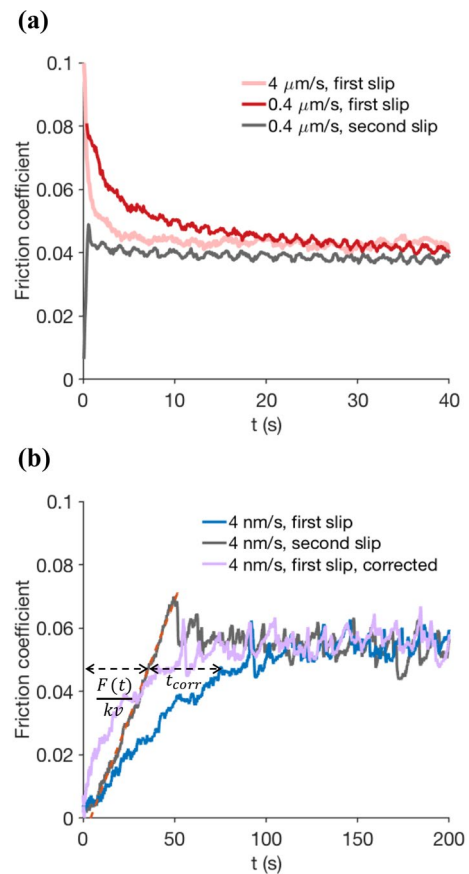 (a)
0.1
0.08
0.06
0.04
0.02
0
Friction coefficient
4 μm/s, first slip
0.4 μm/s, first slip
0.4 μm/s, second slip
0 10 20 30 40
t (s)
(b)
0.1
0.08
0.06
0.04
0.02
0
Friction coefficient
4 nm/s, first slip
4 nm/s, second slip
4 nm/s, first slip, corrected
F(t)
kv
t_corr
0 50 100 150 200
t (s)